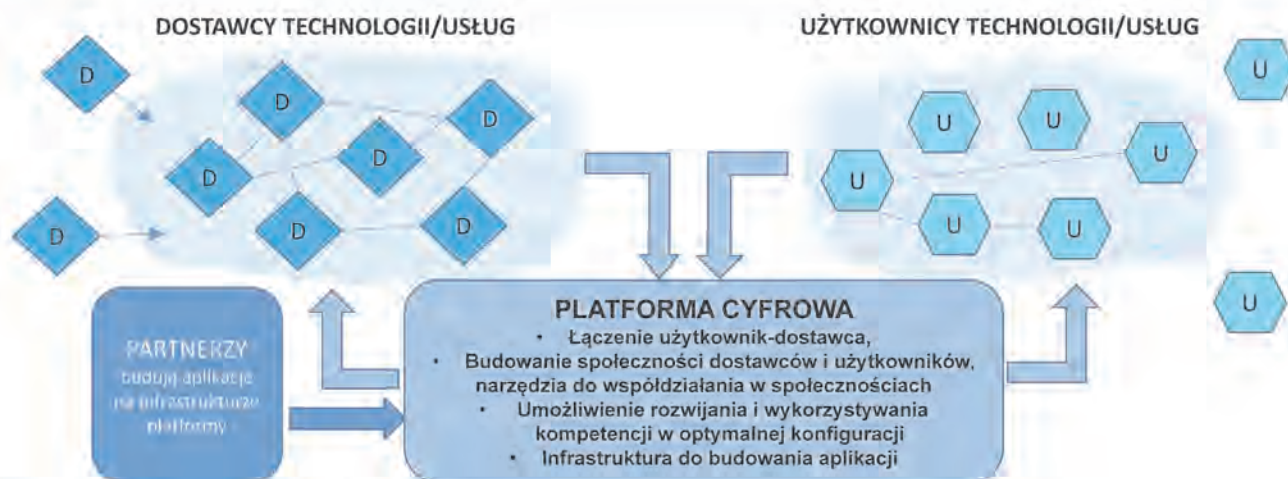 DOSTAWCY TECHNOLOGII/USŁUG
UŻYTKOWNICY TECHNOLOGII/USŁUG
D
D
D
D
D
D
D
D
U
U
U
U
U
U
U
U
PARTNERZY
budują aplikacje
na infrastrukturze
platformy
PLATFORMA CYFROWA
• Łączenie użytkownik-dostawca,
• Budowanie społeczności dostawców i użytkowników,
narzędzia do współdziałania w społecznościach
• Umożliwienie rozwijania i wykorzystywania
kompetencji w optymalnej konfiguracji
• Infrastruktura do budowania aplikacji